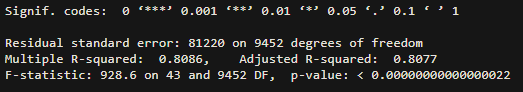 Signif. codes:  0 ‘***’ 0.001 ‘**’ 0.01 ‘*’ 0.05 ‘.’ 0.1 ‘ ’ 1
Residual standard error: 81220 on 9452 degrees of freedom
Multiple R-squared:  0.8086,	Adjusted R-squared:  0.8077
F-statistic: 928.6 on 43 and 9452 DF,  p-value: < 0.00000000000000022